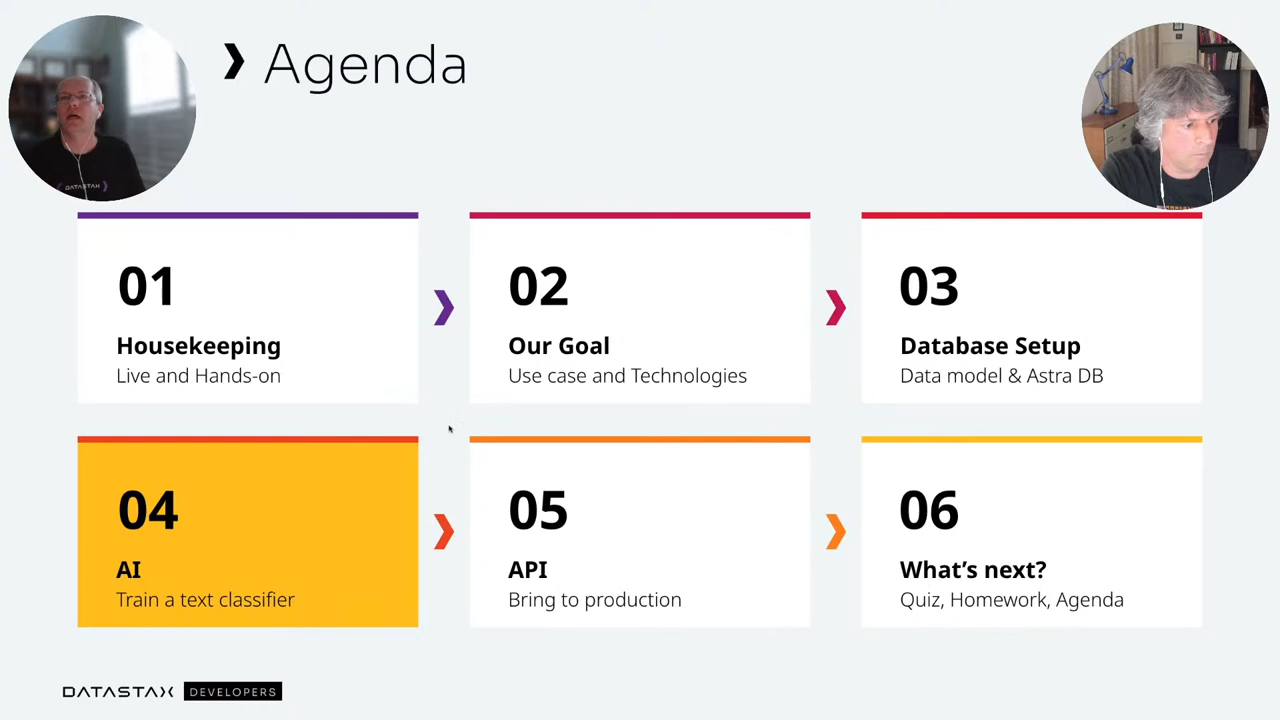 Agenda
01
Housekeeping
Live and Hands-on
02
Our Goal
Use case and Technologies
03
Database Setup
Data model & Astra DB
04
AI
Train a text classifier
05
API
Bring to production
06
What’s next?
Quiz, Homework, Agenda
DATASTAX DEVELOPERS
DATASTAX